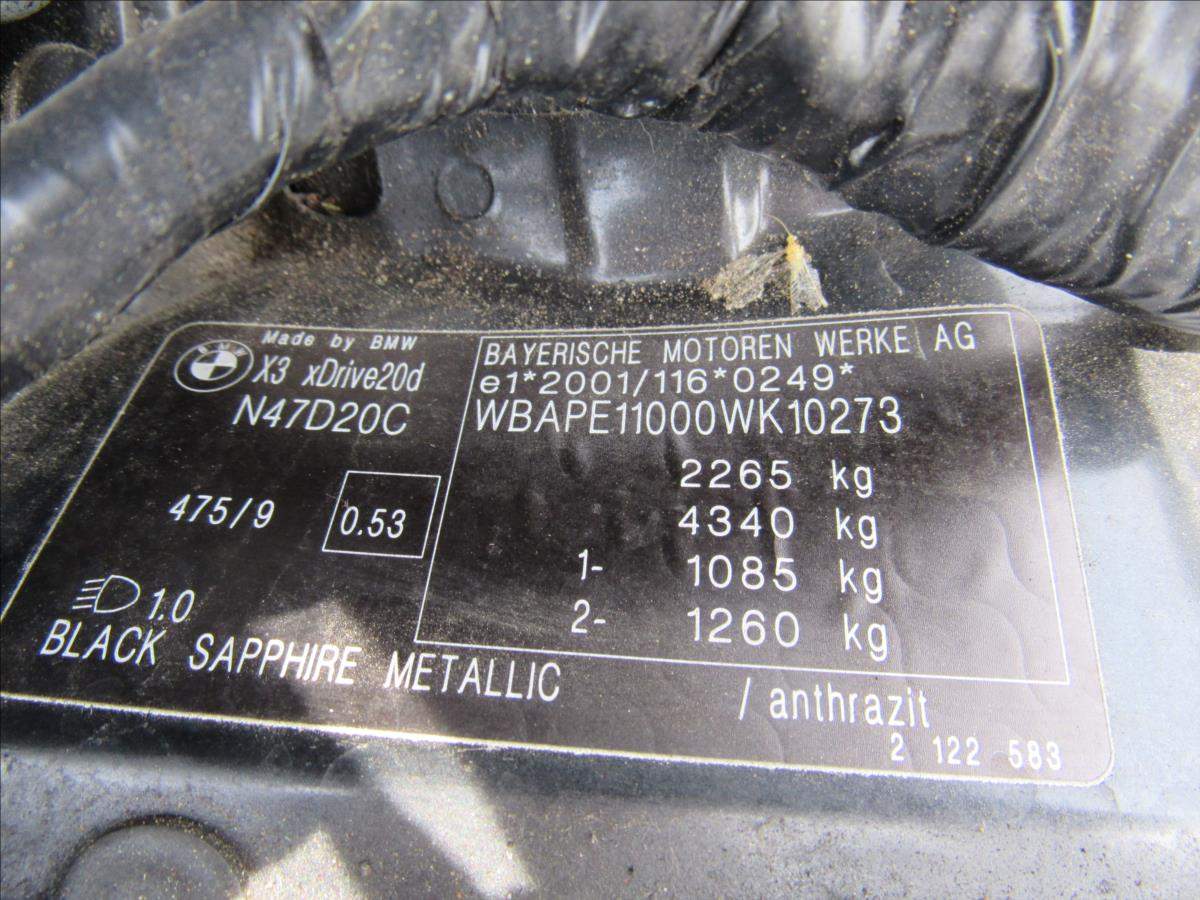 Made by BMW
X3 xDrive20d
N47D20C
475/9
0.53
1.0
BLACK SAPPHIRE METALLIC
BAYERISCHE MOTOREN WERKE AG
e1*2001/116*0249*
WBAPE11000WK10273
2265 kg
4340 kg
1- 1085 kg
2- 1260 kg
/ anthrazit
2 122 583